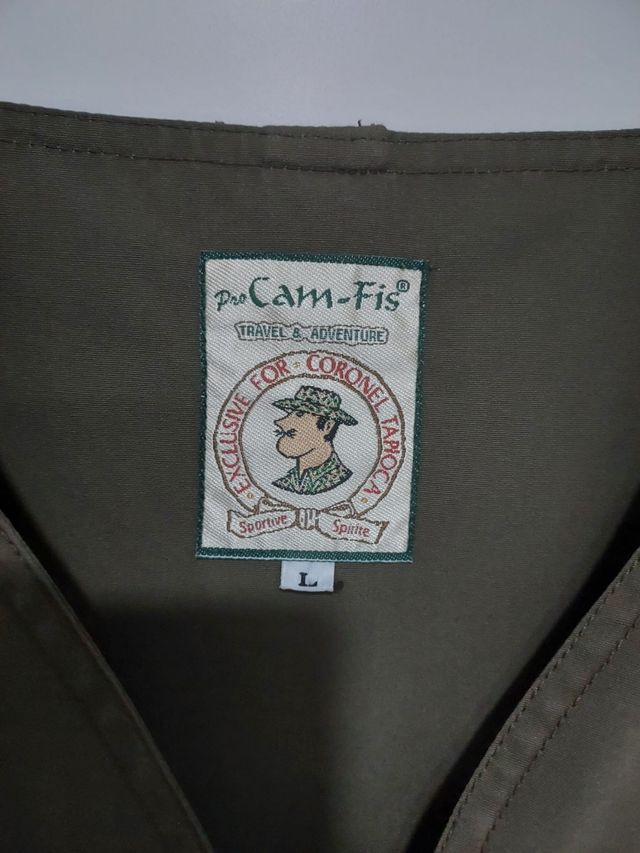 Pro Cam-Fis®
TRAVEL & ADVENTURE
EXCLUSIVE FOR · CORONEL TAPIOCA
Sportive Spirite
L